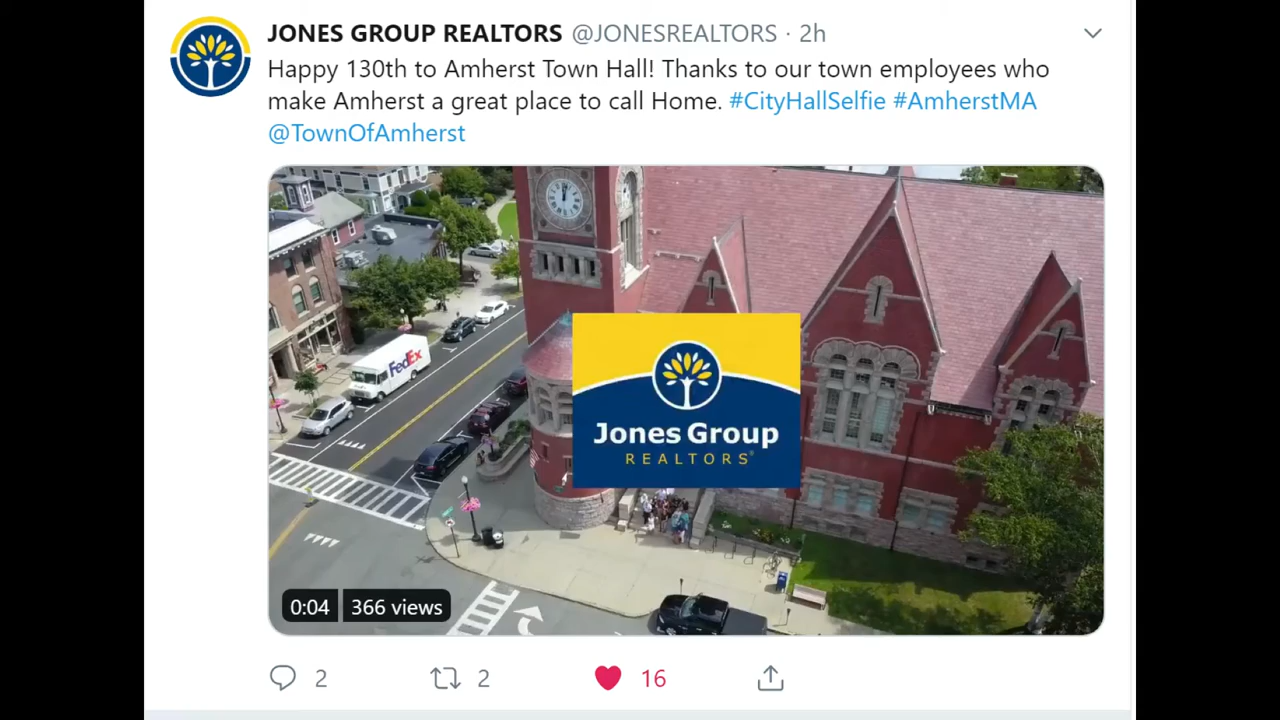 JONES GROUP REALTORS @JONESREALTORS · 2h
Happy 130th to Amherst Town Hall! Thanks to our town employees who
make Amherst a great place to call Home. #CityHallSelfie #AmherstMA
@TownOfAmherst
FedEx
Jones Group
REALTORS®
0:04 366 views
2 2 16